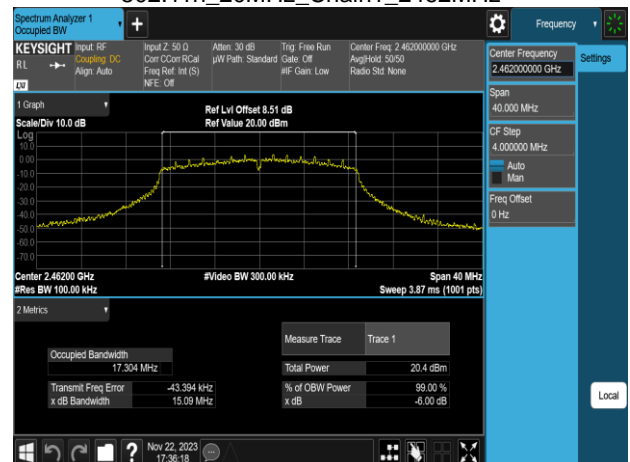 Spectrum Analyzer 1
Occupied BW
+
Frequency
KEYSIGHT
RL
LXI
Input: RF
Coupling: DC
Align: Auto
Input Z: 50 Ω
Corr CCorr RCal
Freq Ref: Int (S)
NFE: Off
Atten: 30 dB
µW Path: Standard
Trig: Free Run
Gate: Off
#IF Gain: Low
Center Freq: 2.462000000 GHz
Avg|Hold: 50/50
Radio Std: None
Center Frequency
2.462000000 GHz
Settings
Span
40.000 MHz
CF Step
4.000000 MHz
Auto
Man
Freq Offset
0 Hz
Local
1 Graph
Scale/Div 10.0 dB
Ref Lvl Offset 8.51 dB
Ref Value 20.00 dBm
Log
10.0
0.00
-10.0
-20.0
-30.0
-40.0
-50.0
-60.0
-70.0
Center 2.46200 GHz
#Video BW 300.00 kHz
Span 40 MHz
#Res BW 100.00 kHz
Sweep 3.87 ms (1001 pts)
2 Metrics
Measure Trace
Trace 1
Occupied Bandwidth
17.304 MHz
Total Power
20.4 dBm
Transmit Freq Error
-43.394 kHz
% of OBW Power
99.00 %
x dB Bandwidth
15.09 MHz
x dB
-6.00 dB
?
Nov 22, 2023
17:36:18